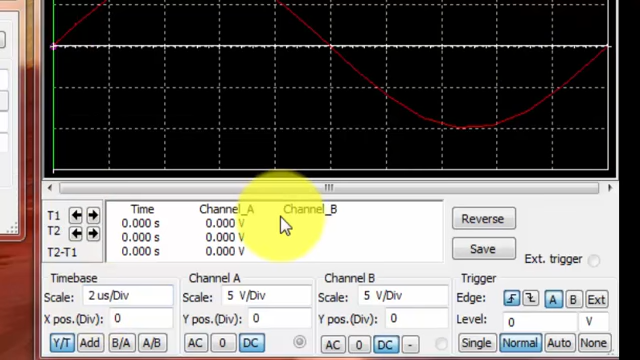 Time Channel_A Channel_B
T1 0.000 s 0.000 V
T2 0.000 s 0.000 V
T2-T1 0.000 s 0.000 V
Reverse
Save
Ext. trigger
Timebase
Scale: 2 us/Div
X pos.(Div): 0
Y/T Add B/A A/B
Channel A
Scale: 5 V/Div
Y pos.(Div): 0
AC 0 DC
Channel B
Scale: 5 V/Div
Y pos.(Div): 0
AC 0 DC -
Trigger
Edge: A B Ext
Level: 0 V
Single Normal Auto None